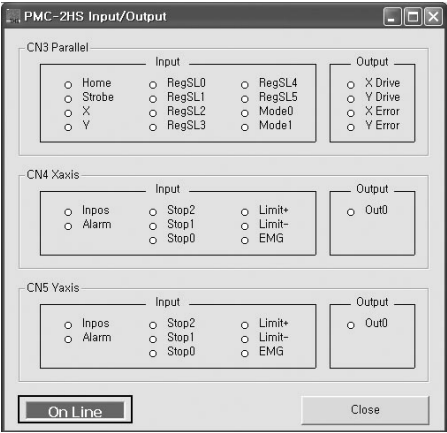 PMC-2HS Input/Output
CN3 Parallel
Input Output
Home RegSL0 RegSL4 X Drive
Strobe RegSL1 RegSL5 Y Drive
X RegSL2 Mode0 X Error
Y RegSL3 Mode1 Y Error
CN4 Xaxis
Input Output
Inpos Stop2 Limit+ Out0
Alarm Stop1 Limit-
Stop0 EMG
CN5 Yaxis
Input Output
Inpos Stop2 Limit+ Out0
Alarm Stop1 Limit-
Stop0 EMG
On Line Close